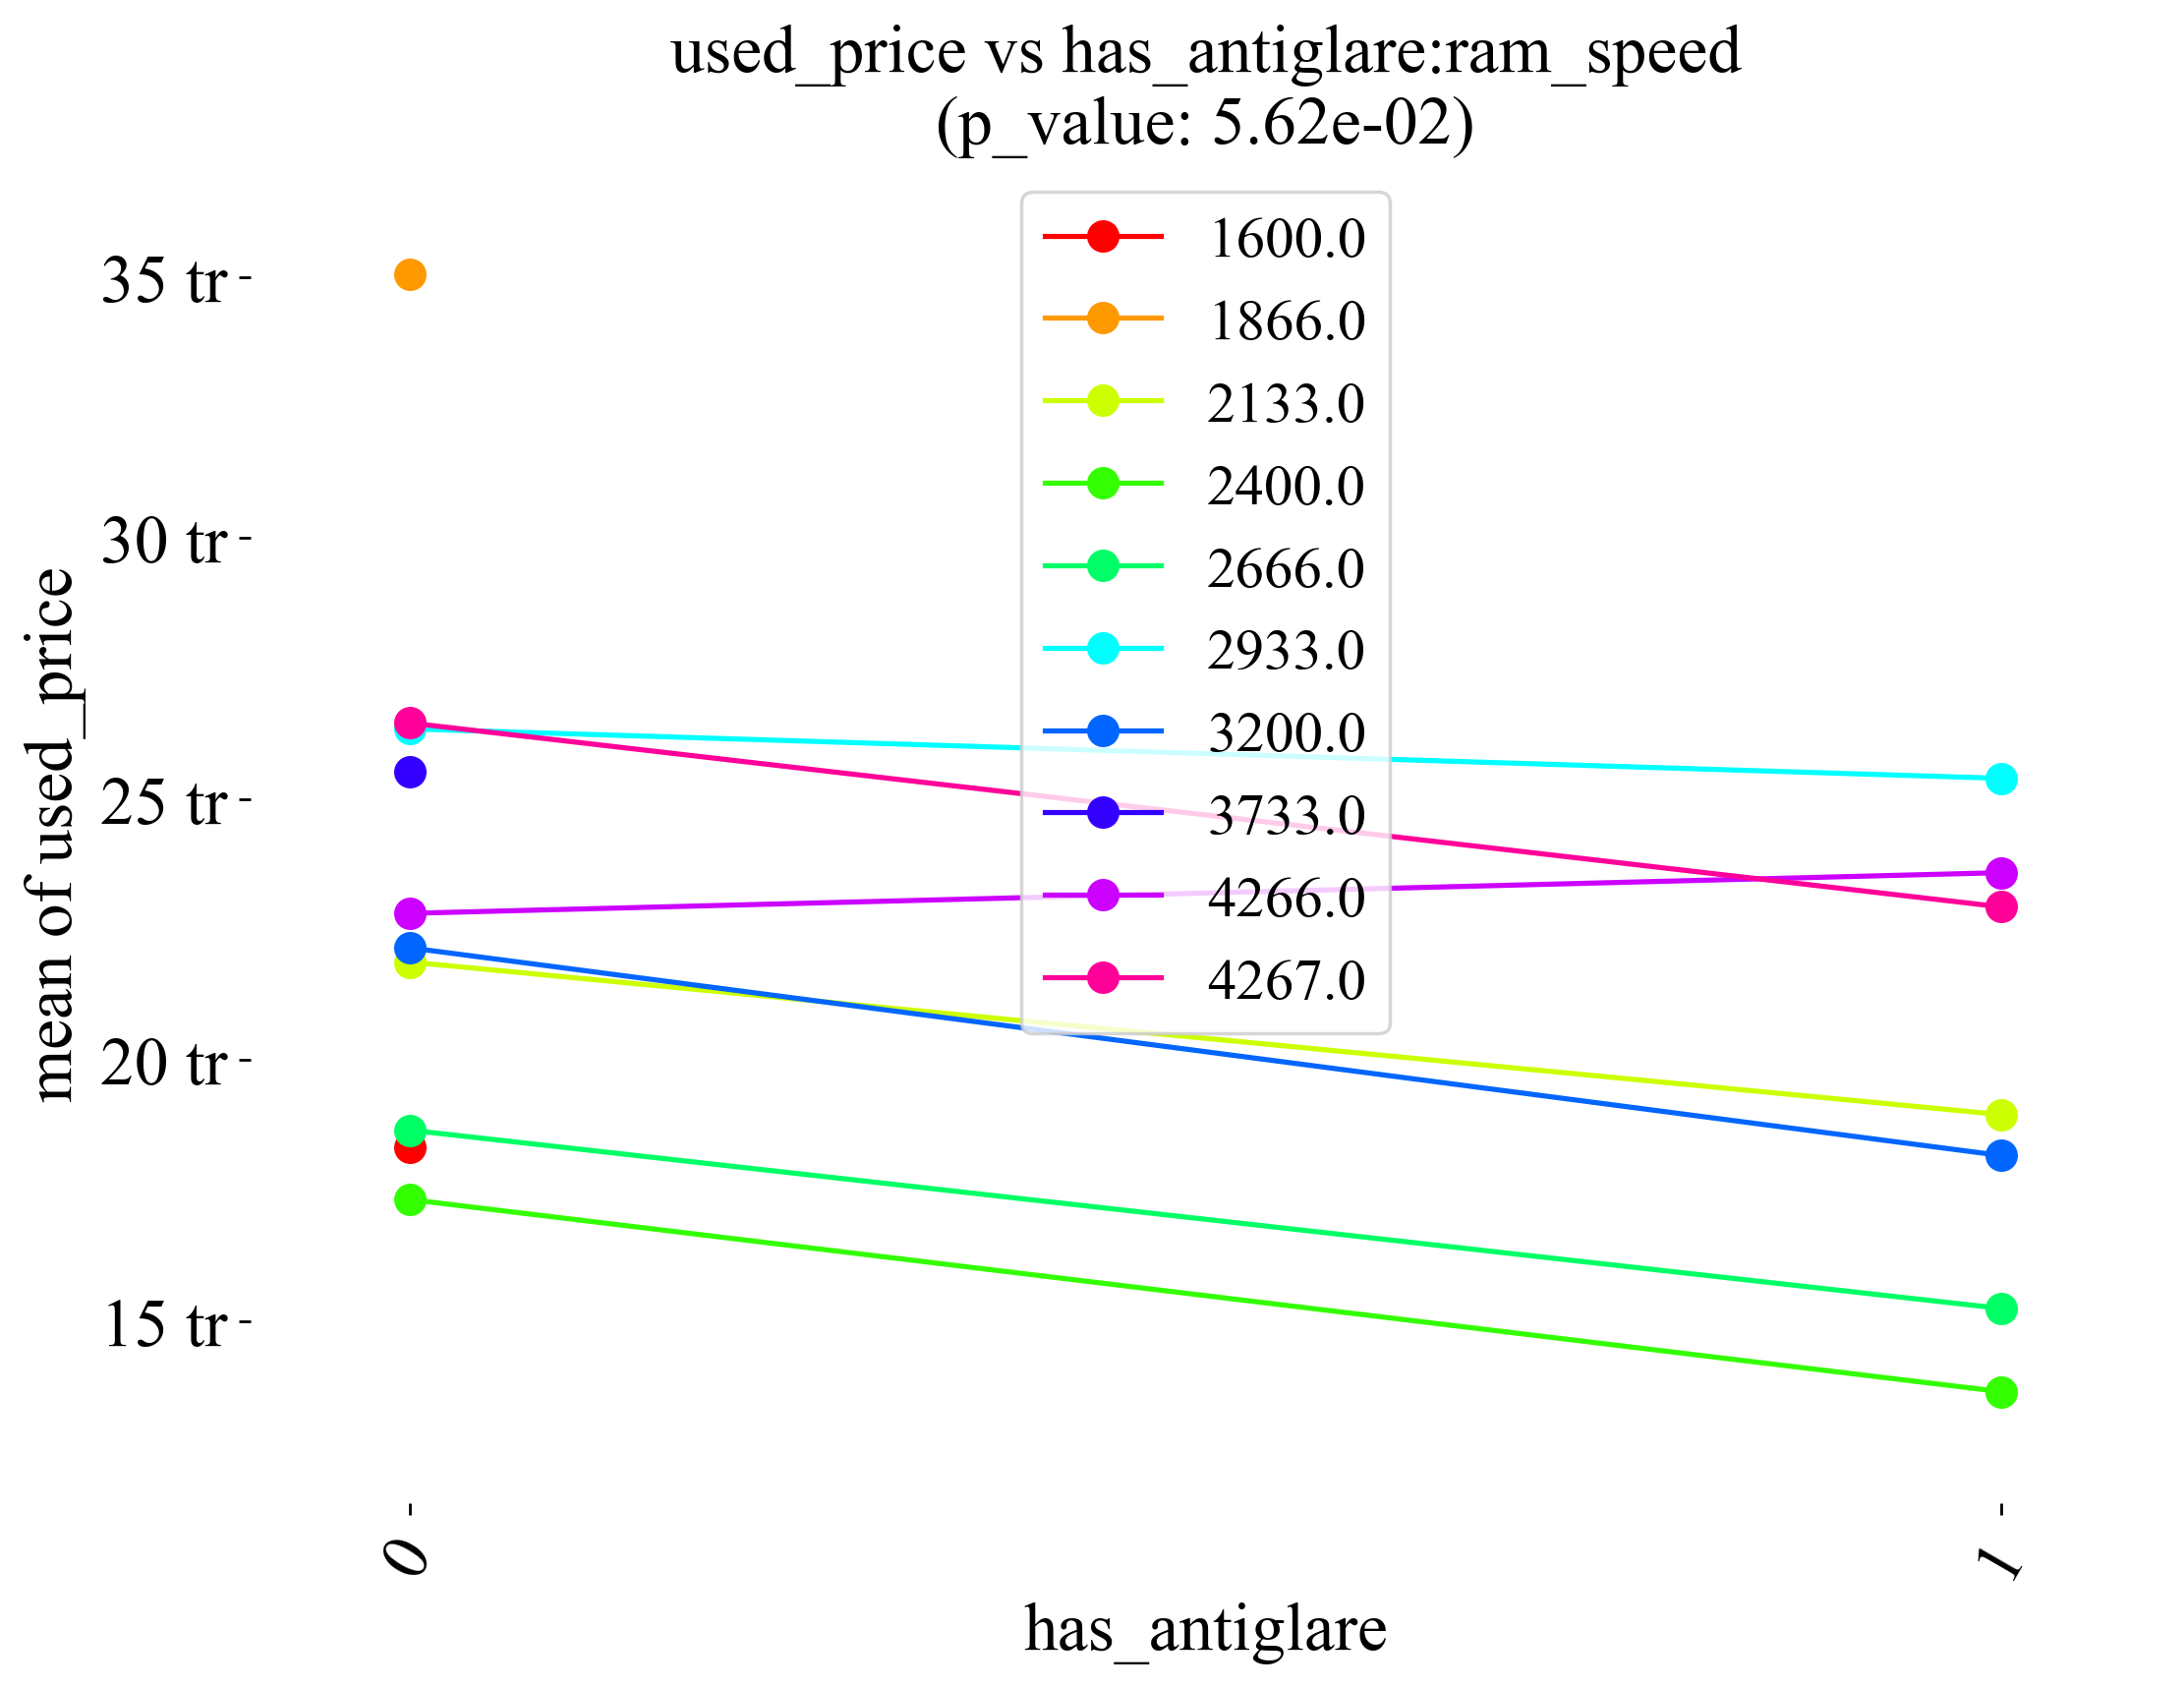 used_price vs has_antiglare:ram_speed
(p_value: 5.62e-02)
1600.0
1866.0
2133.0
2400.0
2666.0
2933.0
3200.0
3733.0
4266.0
4267.0
mean of used_price
35 tr
30 tr
25 tr
20 tr
15 tr
0
1
has_antiglare